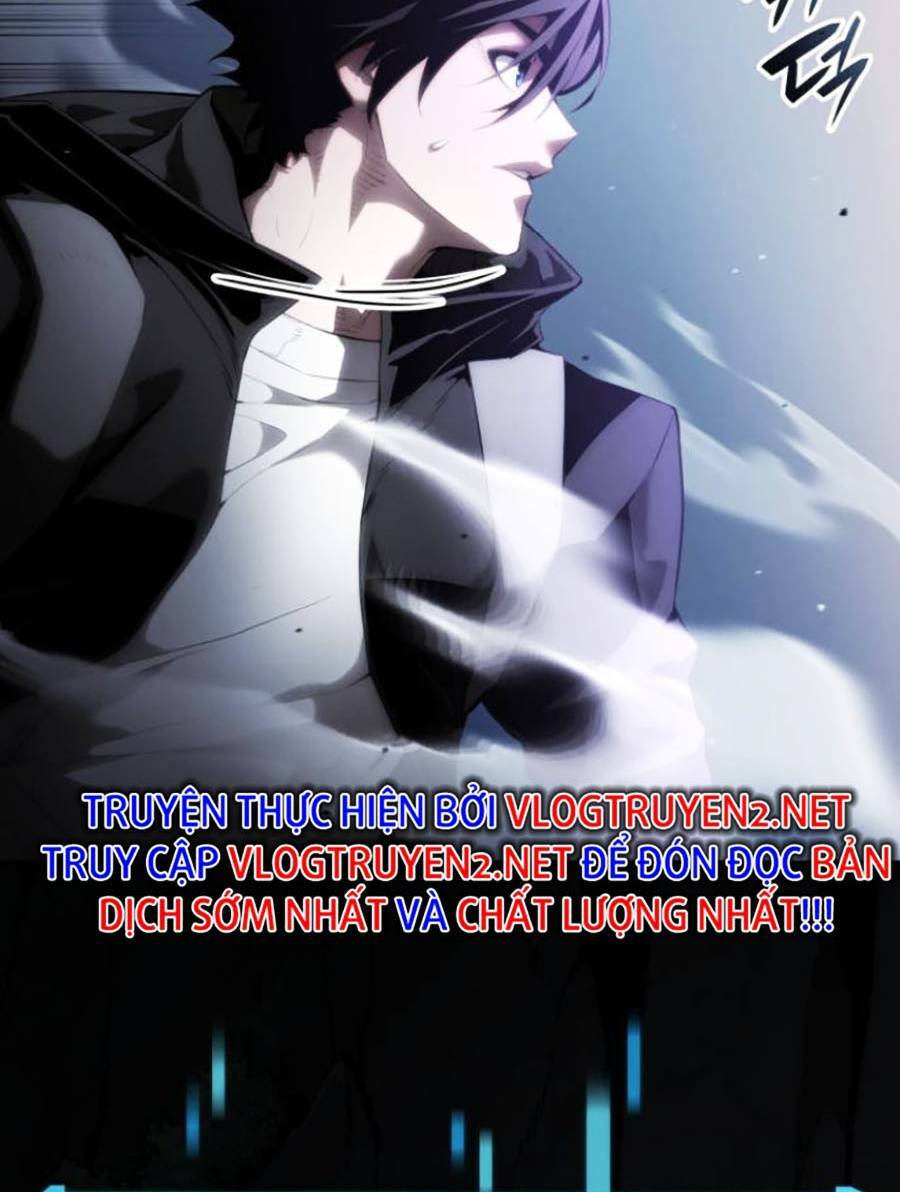 덕
TRUYỆN THỰC HIỆN BỞI VLOGTRUYEN2.NET
TRUY CẬP VLOGTRUYEN2.NET ĐỂ ĐÓN ĐỌC BẢN
DỊCH SỚM NHẤT VÀ CHẤT LƯỢNG NHẤT!!!